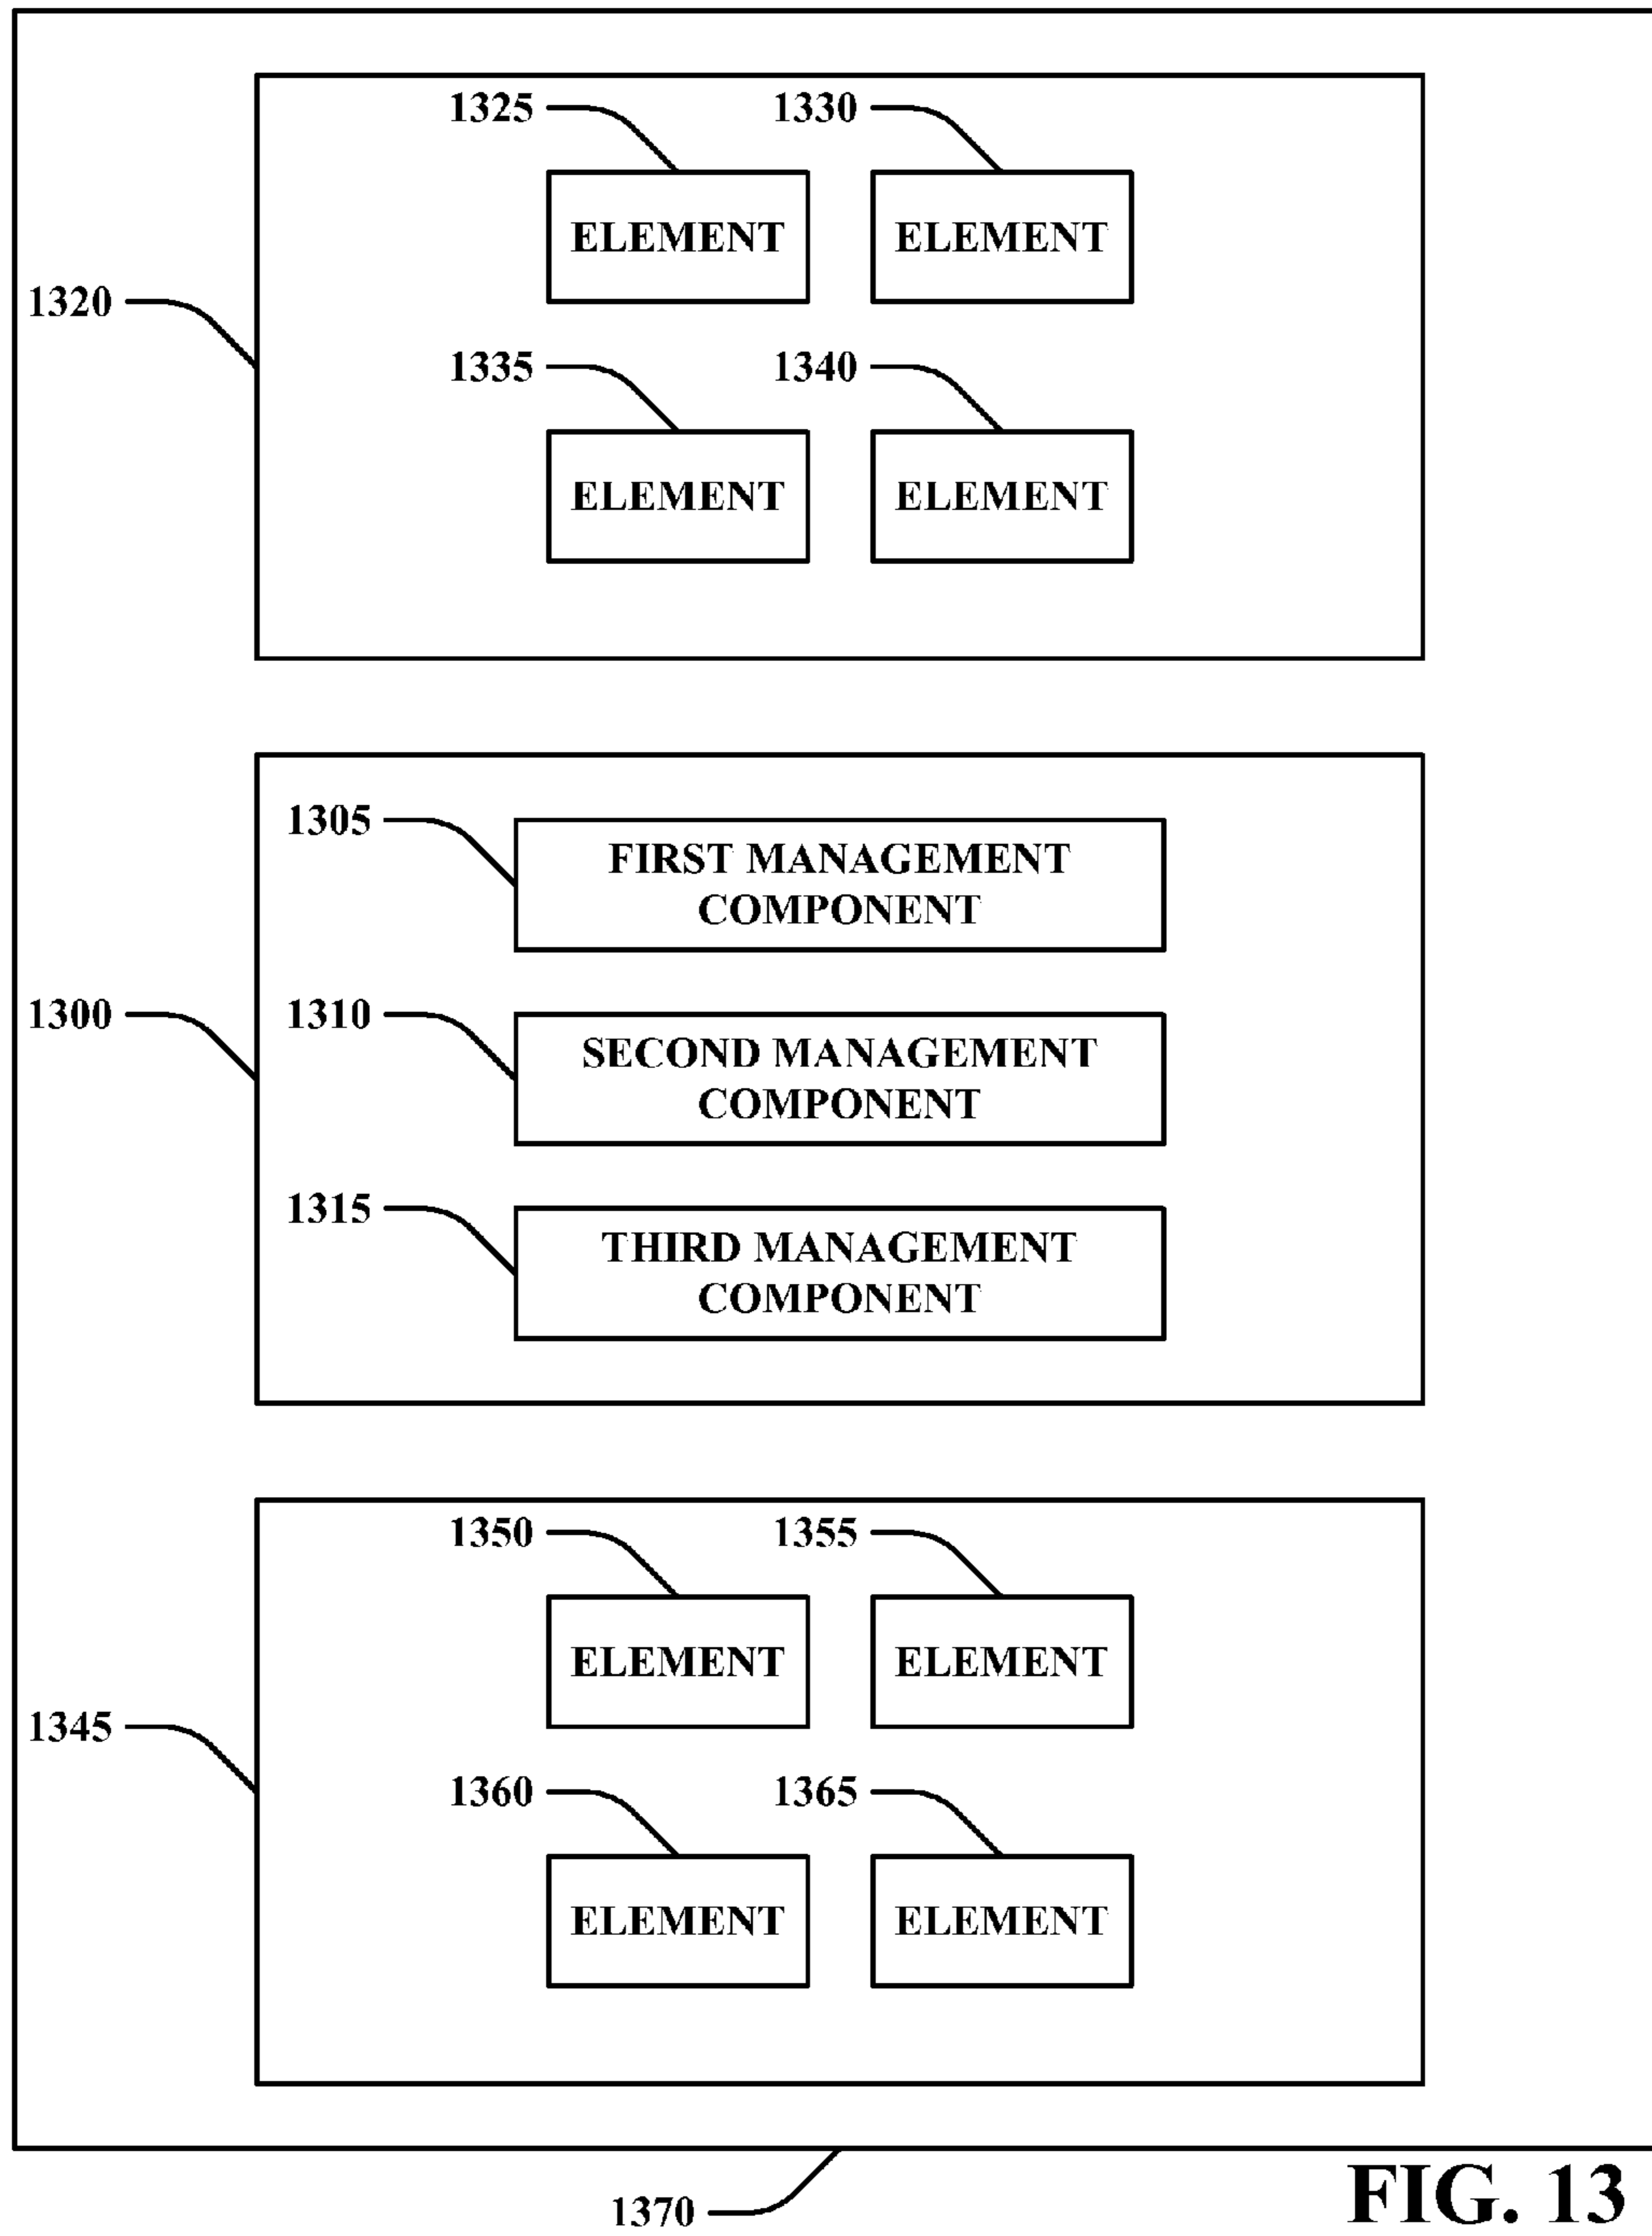 1325 1330
ELEMENT ELEMENT
1320
1335 1340
ELEMENT ELEMENT
1305
FIRST MANAGEMENT
COMPONENT
1300 1310
SECOND MANAGEMENT
COMPONENT
1315
THIRD MANAGEMENT
COMPONENT
1350 1355
ELEMENT ELEMENT
1345
1360 1365
ELEMENT ELEMENT
1370
FIG. 13